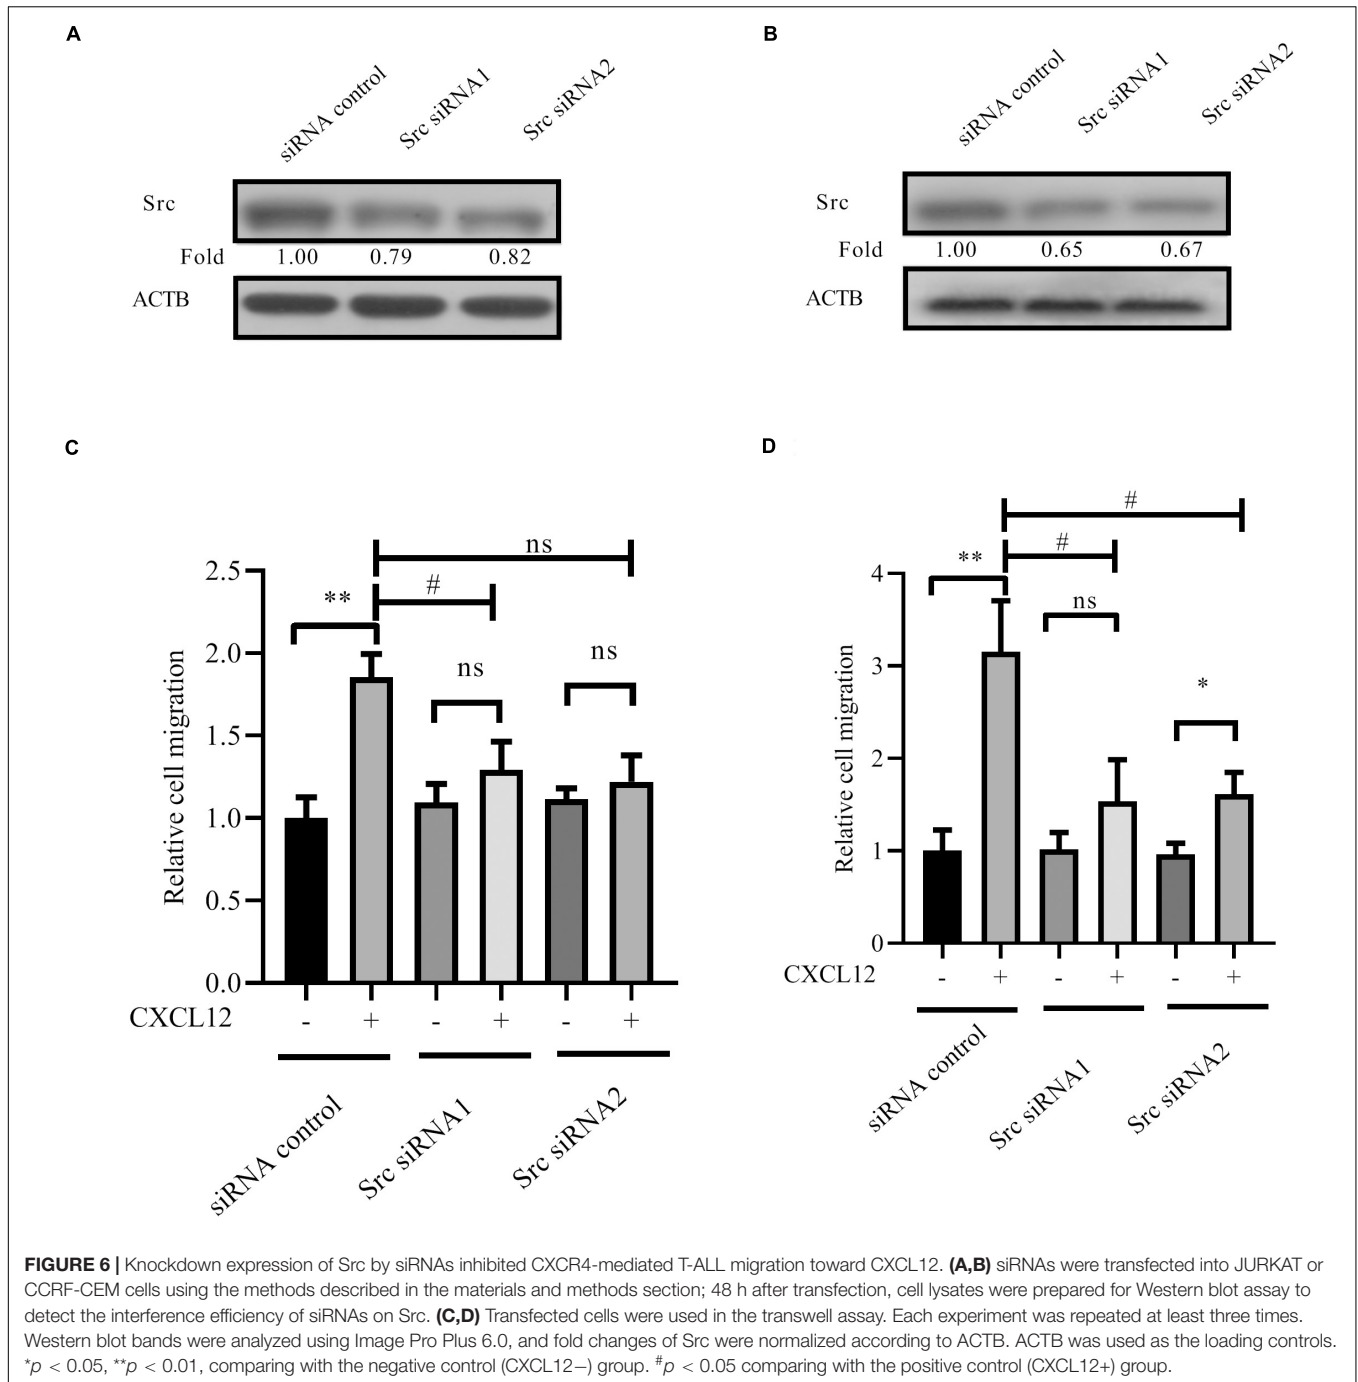 A
siRNA control
Src siRNA1
Src siRNA2
Src
Fold 1.00 0.79 0.82
ACTB
B
siRNA control
Src siRNA1
Src siRNA2
Src
Fold 1.00 0.65 0.67
ACTB
C
ns
#
**
ns
ns
Relative cell migration
2.5
2.0
1.5
1.0
0.5
0.0
CXCL12 - + - + - +
siRNA control
Src siRNA1
Src siRNA2
D
#
#
**
ns
*
Relative cell migration
4
3
2
1
0
CXCL12 - + - + - +
siRNA control
Src siRNA1
Src siRNA2
FIGURE 6 | Knockdown expression of Src by siRNAs inhibited CXCR4-mediated T-ALL migration toward CXCL12. (A,B) siRNAs were transfected into JURKAT or
CCRF-CEM cells using the methods described in the materials and methods section; 48 h after transfection, cell lysates were prepared for Western blot assay to
detect the interference efficiency of siRNAs on Src. (C,D) Transfected cells were used in the transwell assay. Each experiment was repeated at least three times.
Western blot bands were analyzed using Image Pro Plus 6.0, and fold changes of Src were normalized according to ACTB. ACTB was used as the loading controls.
*p < 0.05, **p < 0.01, comparing with the negative control (CXCL12−) group. #p < 0.05 comparing with the positive control (CXCL12+) group.